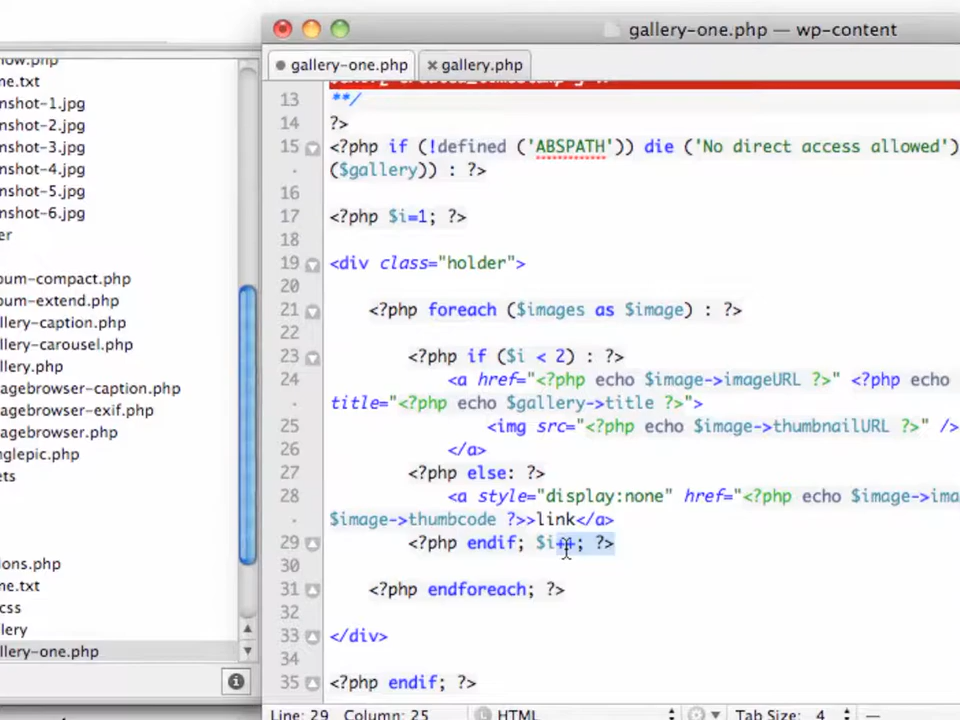 gallery-one.php — wp-content
gallery-one.php
gallery.php
me.txt
nshot-1.jpg
nshot-2.jpg
nshot-3.jpg
nshot-4.jpg
nshot-5.jpg
nshot-6.jpg
er
bum-compact.php
bum-extend.php
llery-caption.php
llery-carousel.php
llery.php
agebrowser-caption.php
agebrowser-exif.php
agebrowser.php
nglepic.php
ets
ions.php
me.txt
css
llery
llery-one.php
13 **/
14 ?>
15 <?php if (!defined ('ABSPATH')) die ('No direct access allowed')
($gallery)) : ?>
16
17 <?php $i=1; ?>
18
19 <div class="holder">
20
21 <?php foreach ($images as $image) : ?>
22
23 <?php if ($i < 2) : ?>
24 <a href="<?php echo $image->imageURL ?>" <?php echo
title="<?php echo $gallery->title ?>">
25 <img src="<?php echo $image->thumbnailURL ?>" />
26 </a>
27 <?php else: ?>
28 <a style="display:none" href="<?php echo $image->ima
$image->thumbcode ?>>link</a>
29 <?php endif; $i++; ?>
30
31 <?php endforeach; ?>
32
33 </div>
34
35 <?php endif; ?>
Line: 29 Column: 25 HTML Tab Size: 4 —